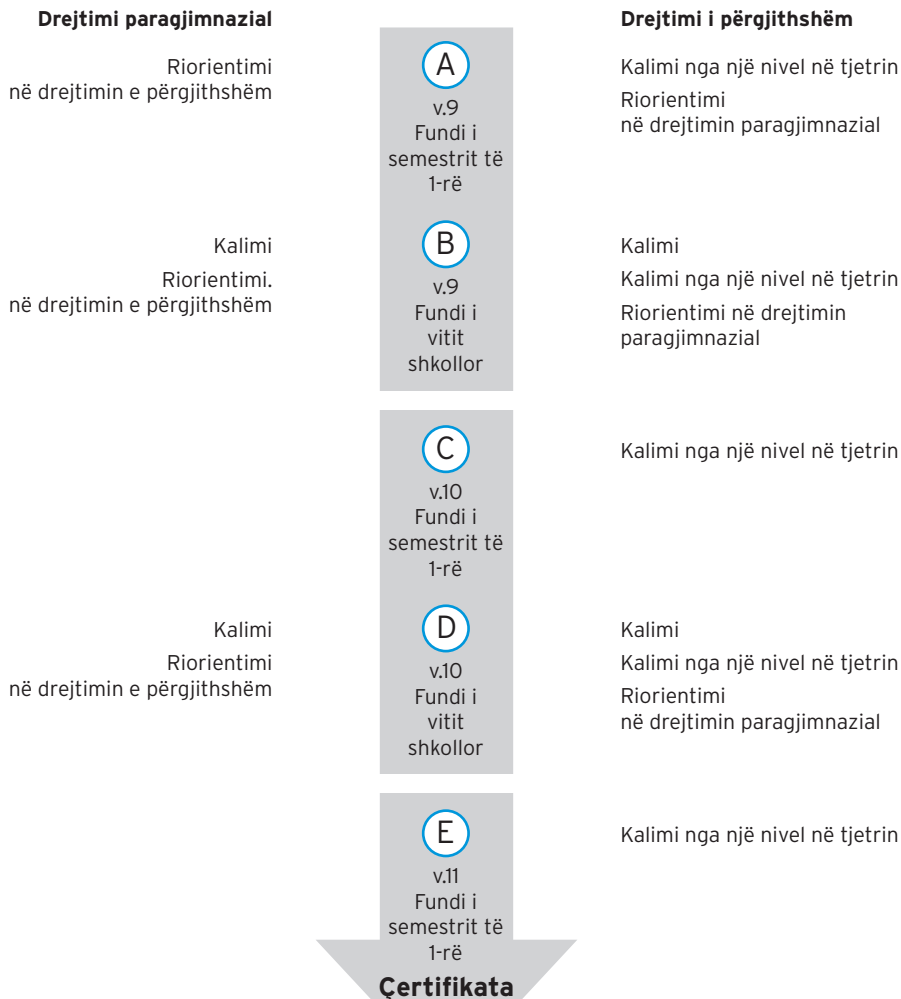 Drejtimi paragjimnazial
Drejtimi i përgjithshëm
Riorientimi
në drejtimin e përgjithshëm
A
v.9
Fundi i
semestrit të
1-rë
Kalimi nga një nivel në tjetrin
Riorientimi
në drejtimin paragjimnazial
Kalimi
Riorientimi.
në drejtimin e përgjithshëm
B
v.9
Fundi i
vitit
shkollor
Kalimi
Kalimi nga një nivel në tjetrin
Riorientimi në drejtimin
paragjimnazial
C
v.10
Fundi i
semestrit të
1-rë
Kalimi nga një nivel në tjetrin
Kalimi
Riorientimi
në drejtimin e përgjithshëm
D
v.10
Fundi i
vitit
shkollor
Kalimi
Kalimi nga një nivel në tjetrin
Riorientimi
në drejtimin paragjimnazial
E
v.11
Fundi i
semestrit të
1-rë
Kalimi nga një nivel në tjetrin
Çertifikata